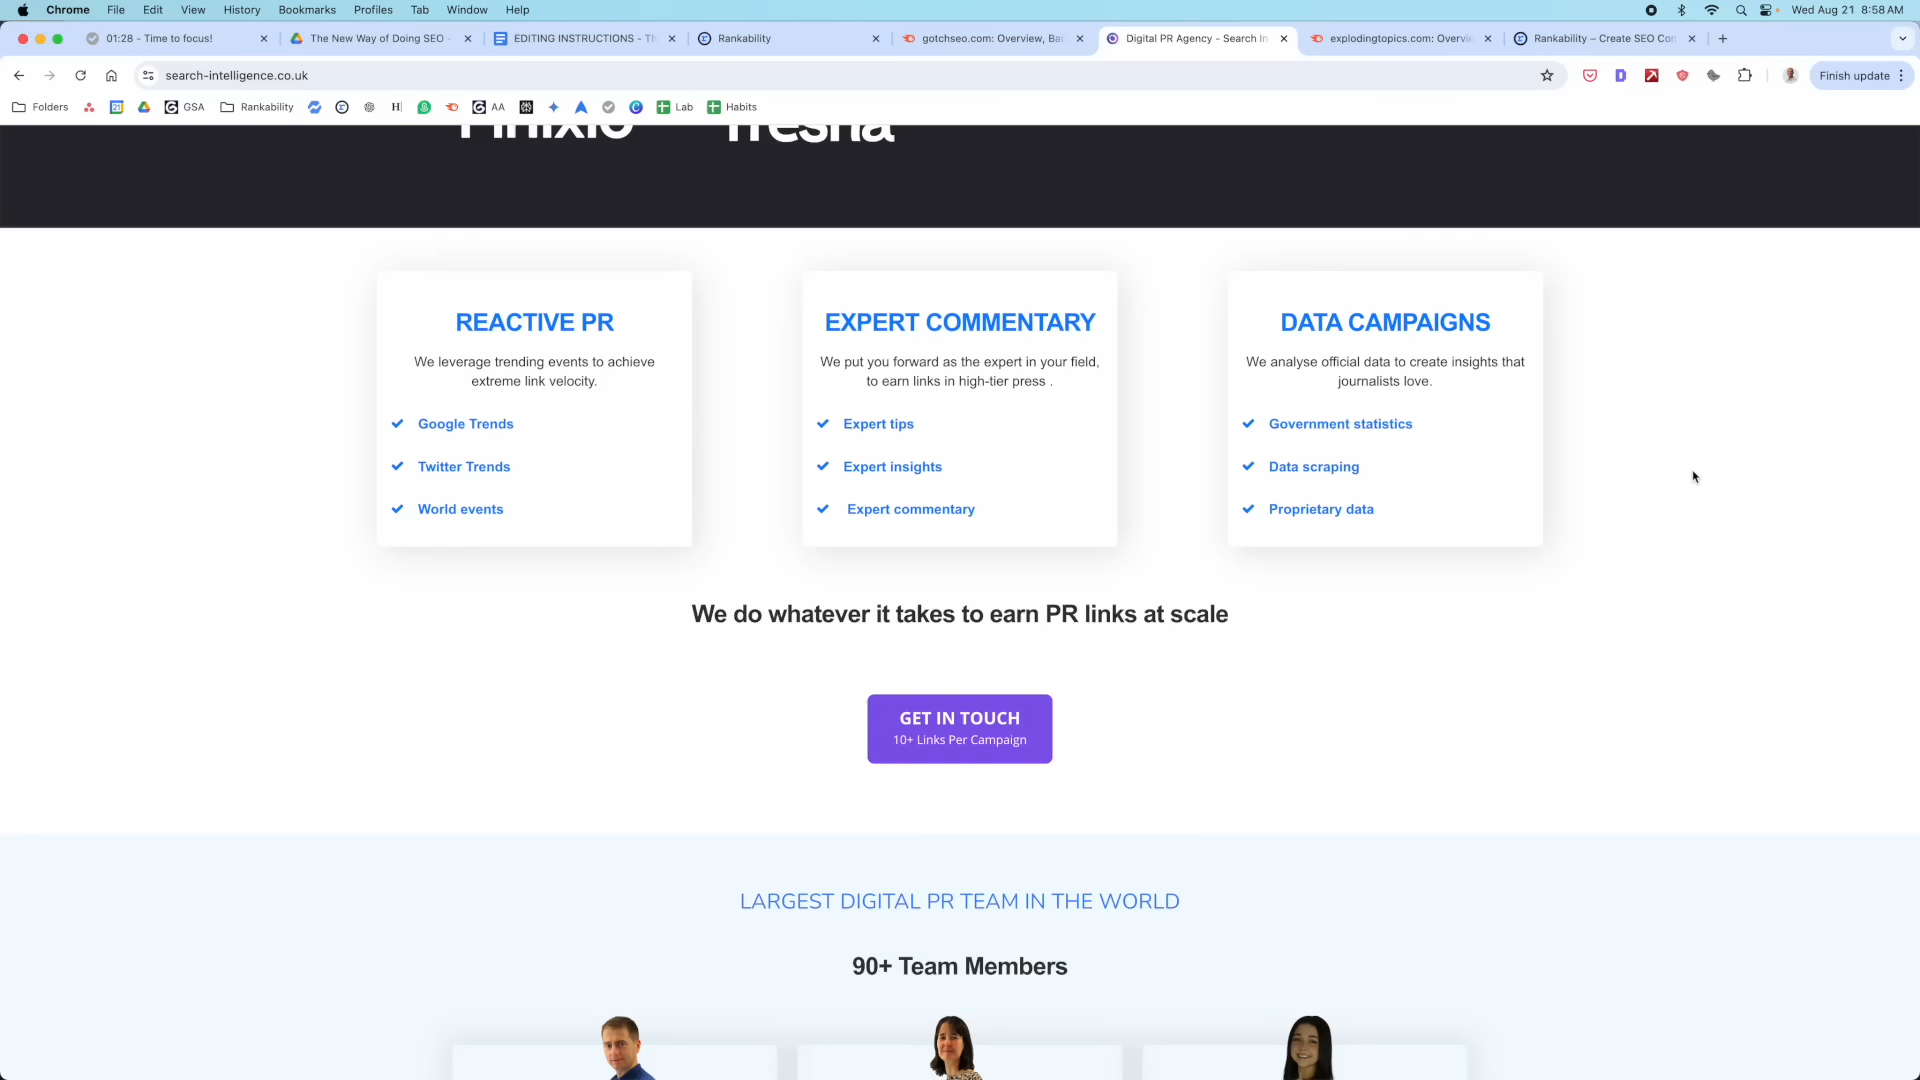 Chrome File Edit View History Bookmarks Profiles Tab Window Help Wed Aug 21 8:58 AM
01:28 - Time to focus! The New Way of Doing SEO - EDITING INSTRUCTIONS - Th Rankability gotchseo.com: Overview, Bac Digital PR Agency - Search In explodingtopics.com: Overvie Rankability – Create SEO Con
search-intelligence.co.uk Finish update
Folders GSA Rankability AA Lab Habits
Finixio fresha
REACTIVE PR
We leverage trending events to achieve
extreme link velocity.
Google Trends
Twitter Trends
World events
EXPERT COMMENTARY
We put you forward as the expert in your field,
to earn links in high-tier press .
Expert tips
Expert insights
Expert commentary
DATA CAMPAIGNS
We analyse official data to create insights that
journalists love.
Government statistics
Data scraping
Proprietary data
We do whatever it takes to earn PR links at scale
GET IN TOUCH
10+ Links Per Campaign
LARGEST DIGITAL PR TEAM IN THE WORLD
90+ Team Members